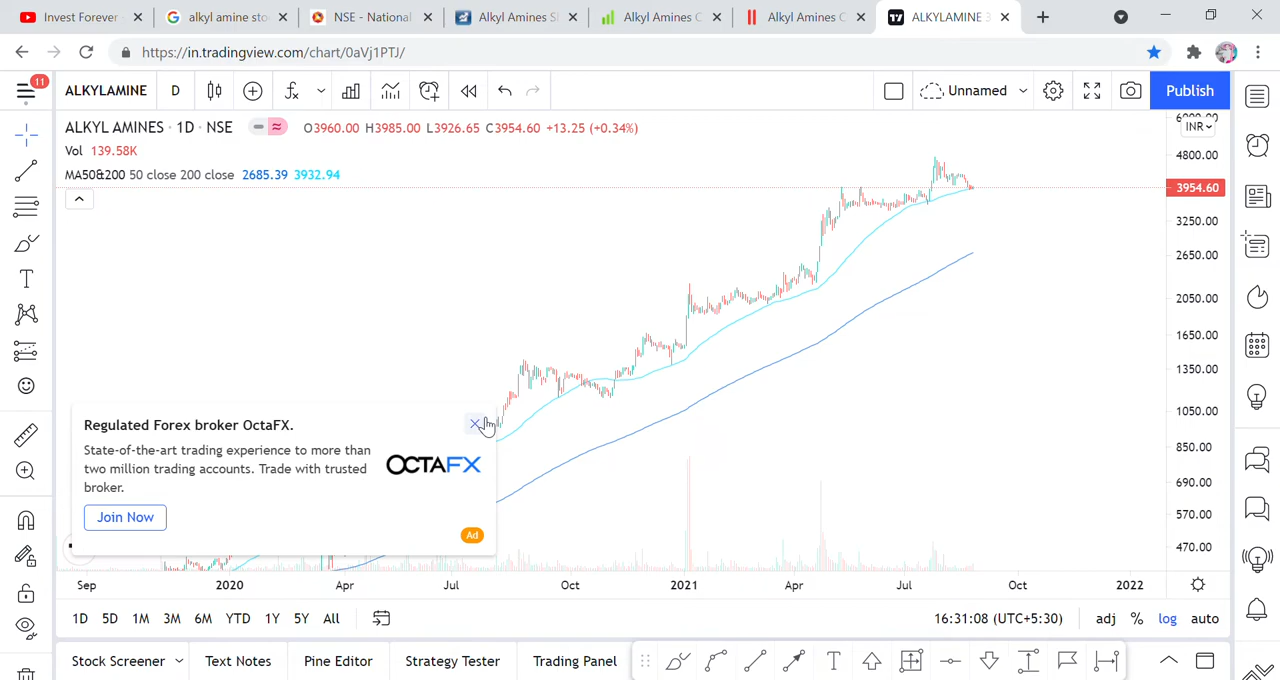 Invest Forever
alkyl amine sto
NSE - National
Alkyl Amines S
Alkyl Amines C
Alkyl Amines C
ALKYLAMINE 3
https://in.tradingview.com/chart/0aVj1PTJ/
11
ALKYLAMINE
D
Unnamed
Publish
ALKYL AMINES · 1D · NSE
O3960.00 H3985.00 L3926.65 C3954.60 +13.25 (+0.34%)
Vol 139.58K
MA50&200 50 close 200 close 2685.39 3932.94
6000.00
INR
4800.00
3954.60
3250.00
2650.00
2050.00
1650.00
1350.00
1050.00
850.00
690.00
570.00
470.00
Regulated Forex broker OctaFX.
State-of-the-art trading experience to more than
two million trading accounts. Trade with trusted
broker.
OCTAFX
Join Now
Ad
Sep 2020 Apr Jul Oct 2021 Apr Jul Oct 2022
1D 5D 1M 3M 6M YTD 1Y 5Y All
16:31:08 (UTC+5:30)
adj % log auto
Stock Screener
Text Notes
Pine Editor
Strategy Tester
Trading Panel
T